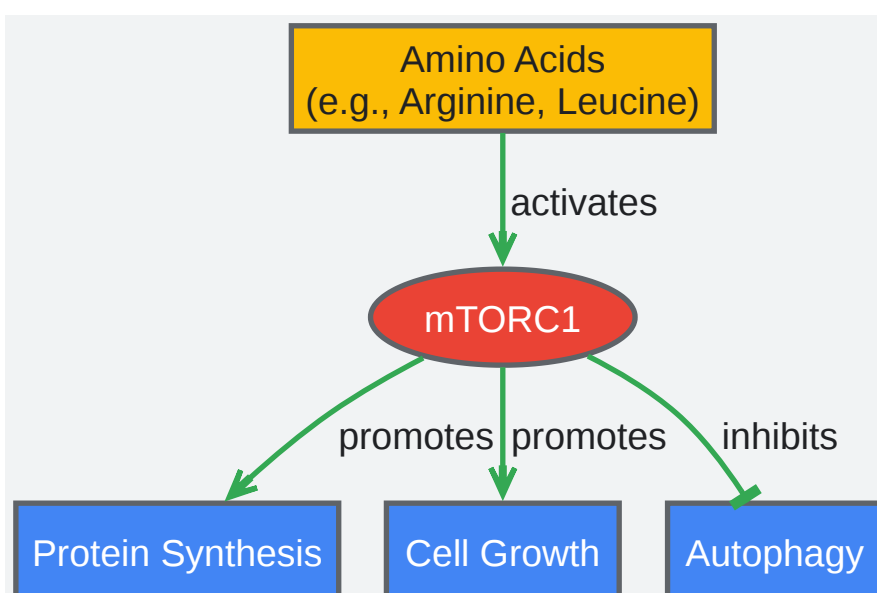 Amino Acids
(e.g., Arginine, Leucine)
activates
mTORC1
promotes
promotes
inhibits
Protein Synthesis
Cell Growth
Autophagy